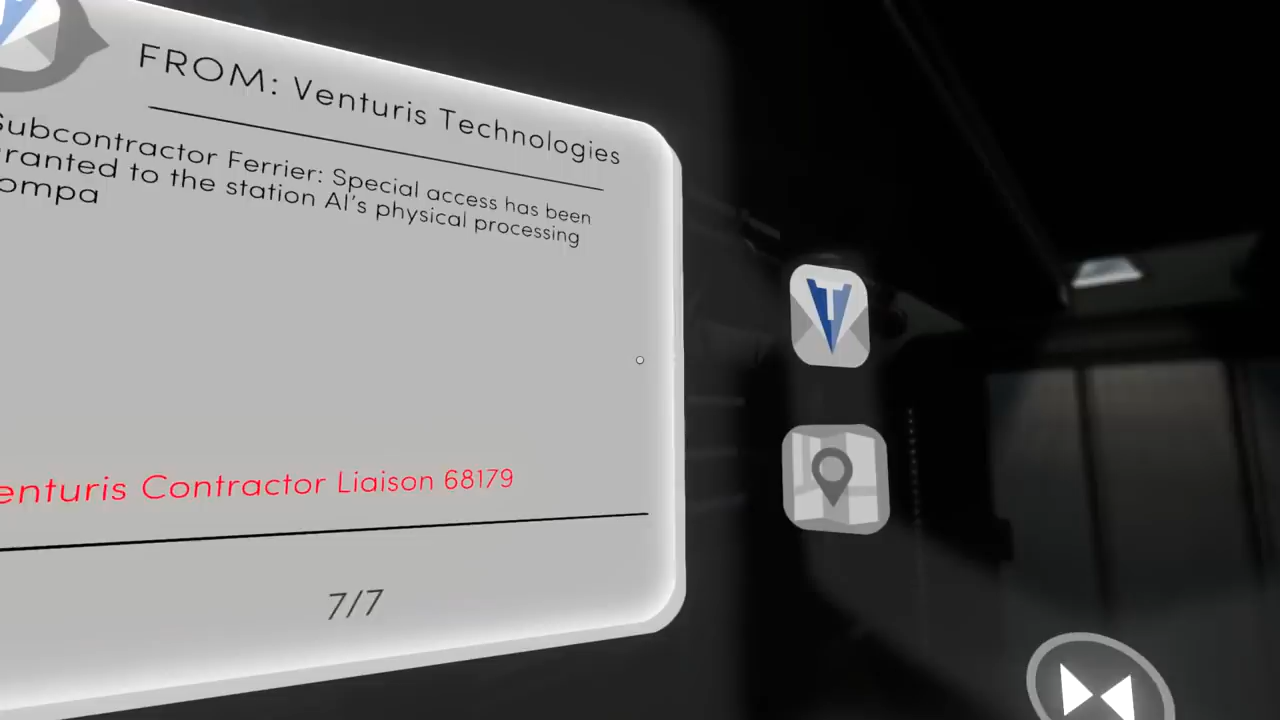 FROM: Venturis Technologies
Subcontractor Ferrier: Special access has been
ranted to the station AI's physical processing
ompa
enturis Contractor Liaison 68179
7/7
T